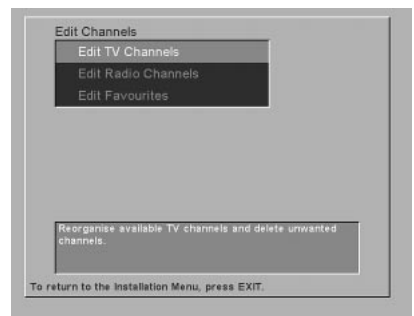 Edit Channels
Edit TV Channels
Edit Radio Channels
Edit Favourites
Reorganise available TV channels and delete unwanted
channels.
To return to the Installation Menu, press EXIT.